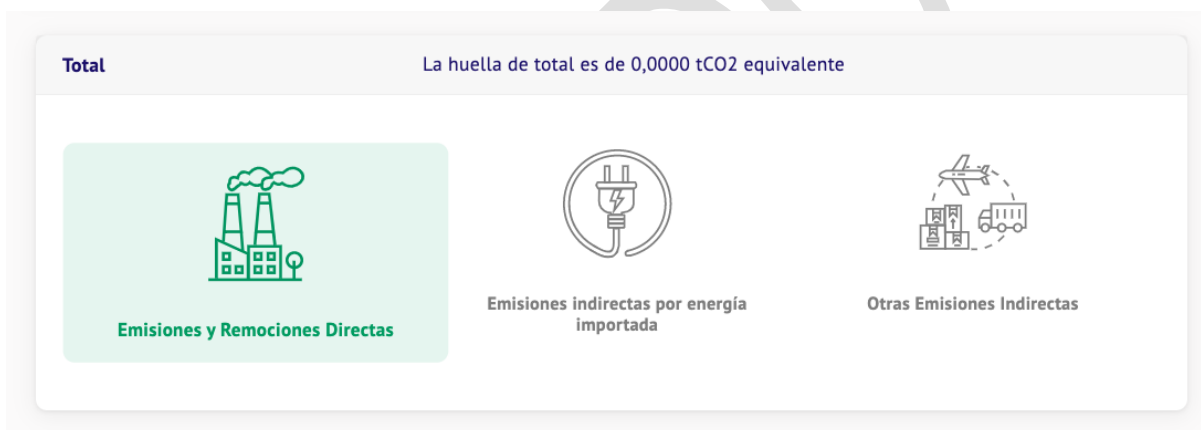 Total
La huella de total es de 0,0000 tCO2 equivalente
Emisiones y Remociones Directas
Emisiones indirectas por energía
importada
Otras Emisiones Indirectas